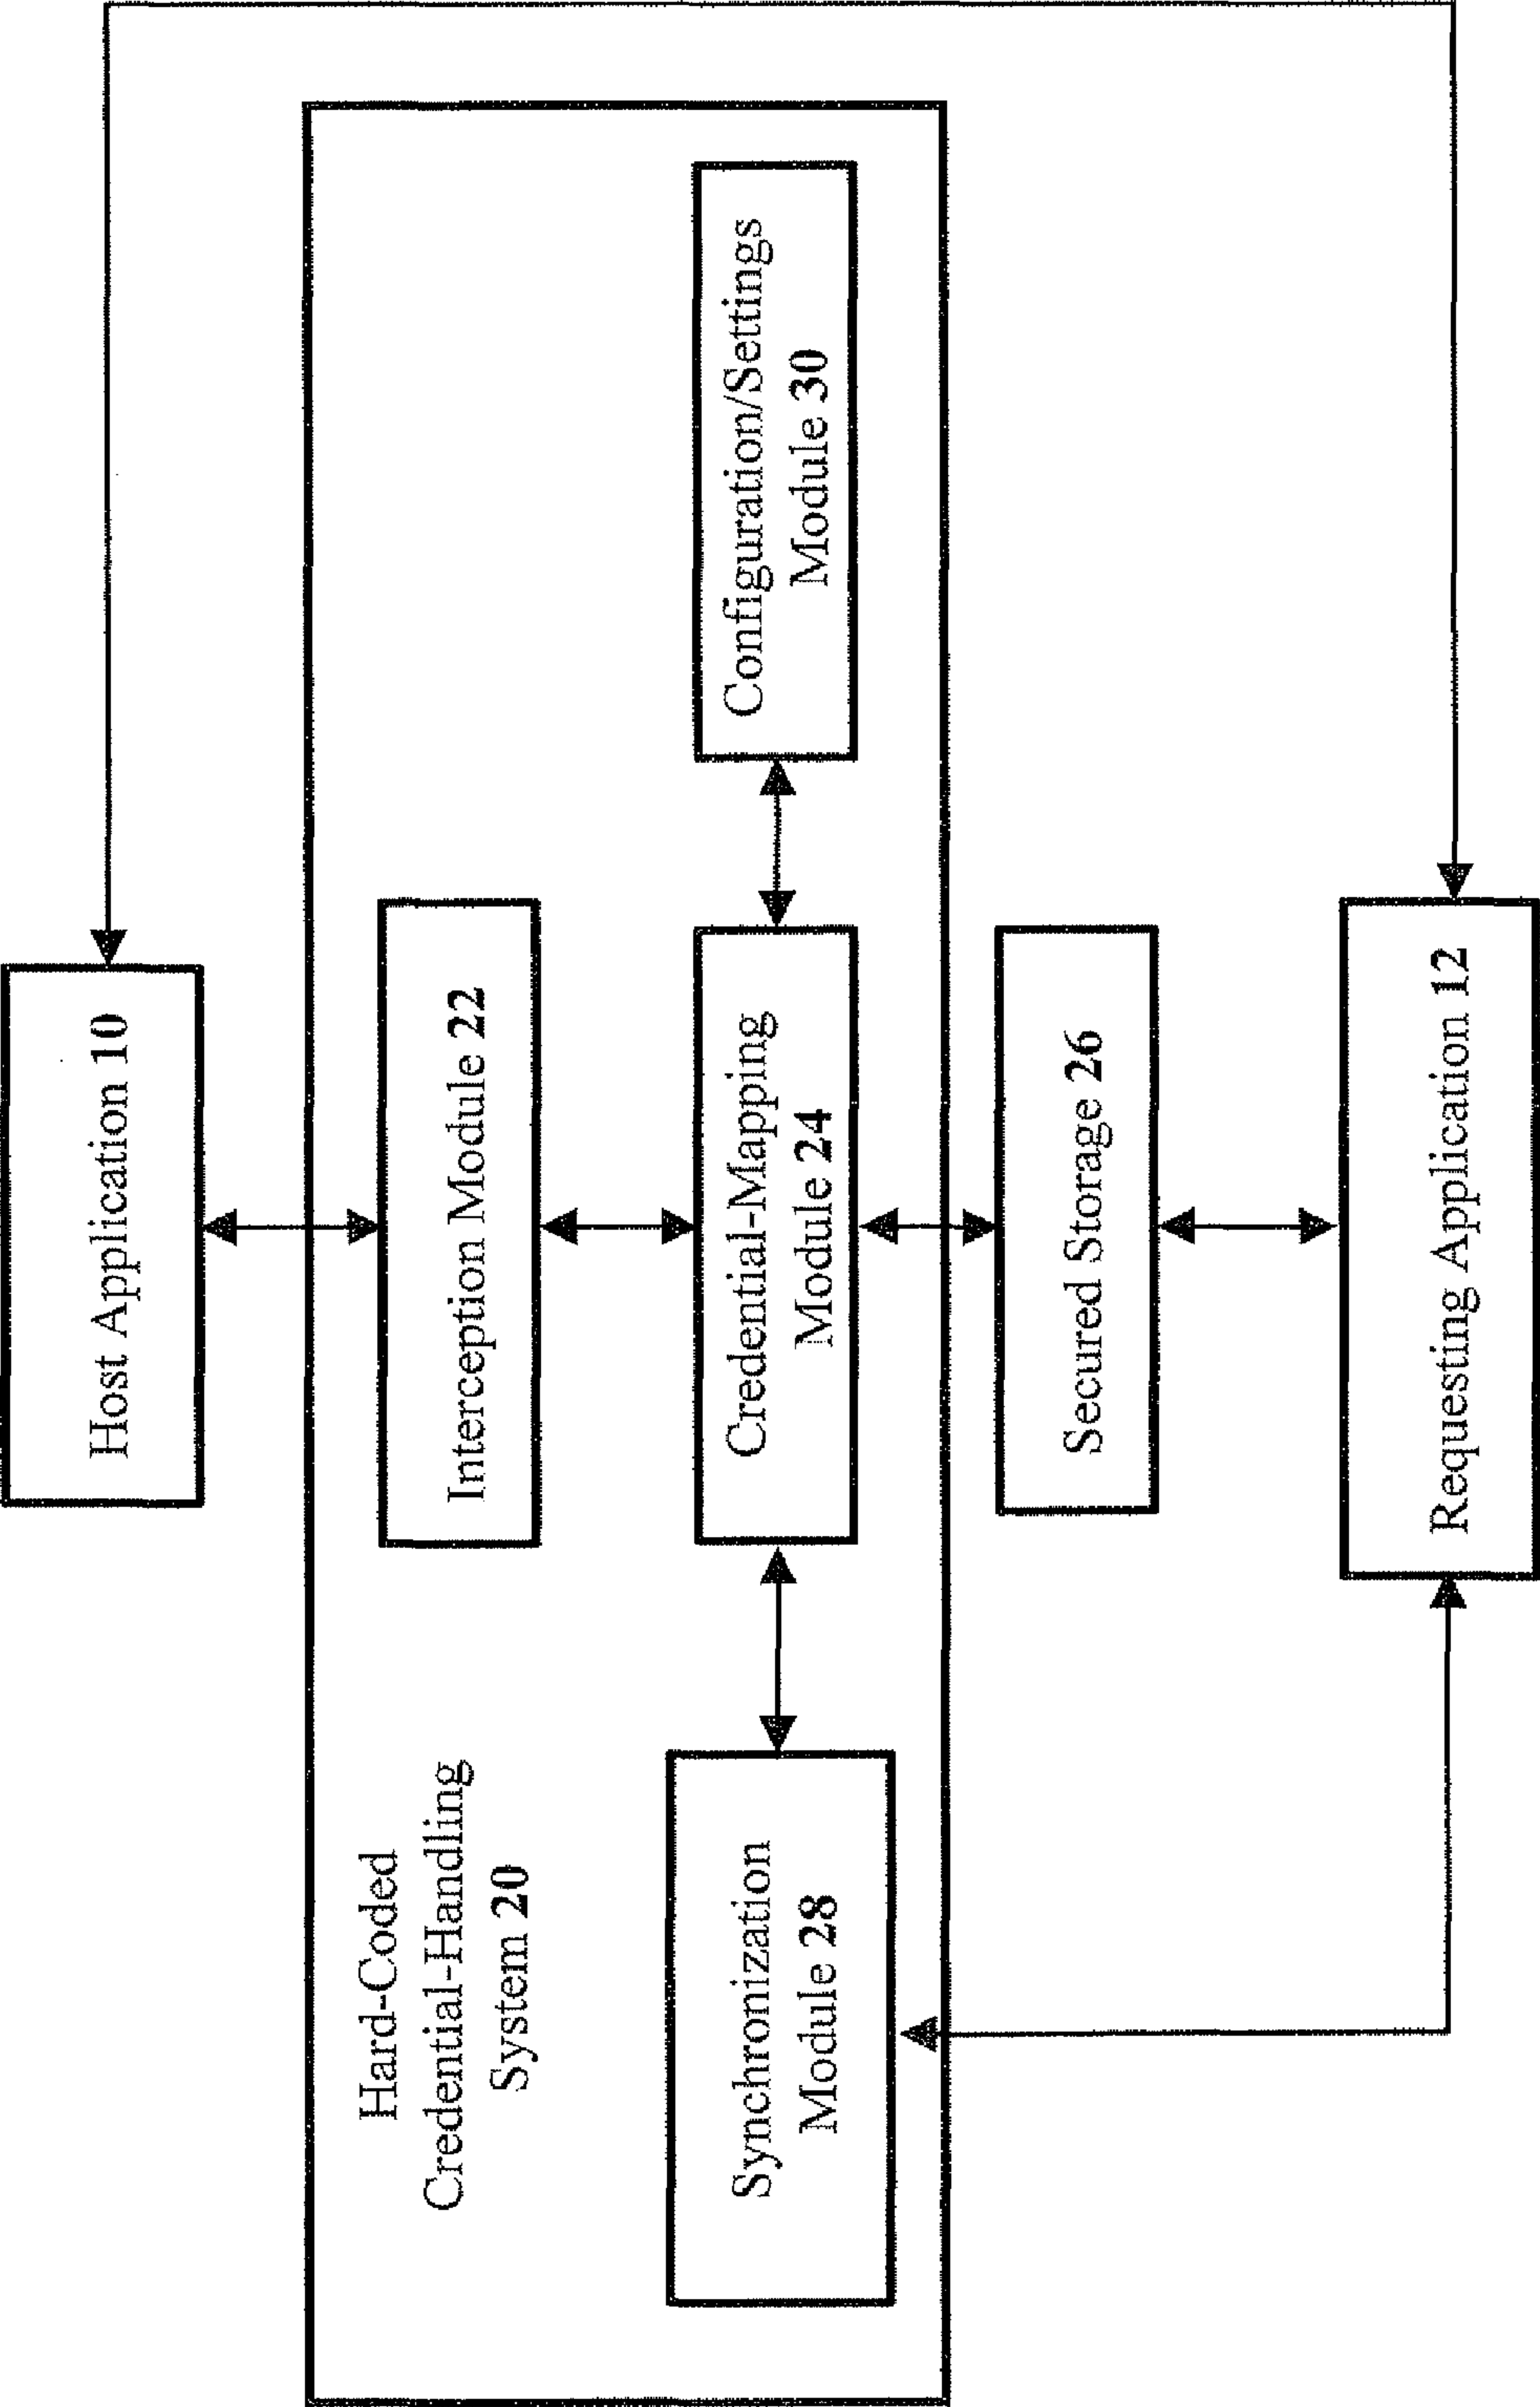 Host Application 10
Hard-Coded
Credential-Handling
System 20
Interception Module 22
Synchronization
Module 28
Credential-Mapping
Module 24
Configuration/Settings
Module 30
Secured Storage 26
Requesting Application 12